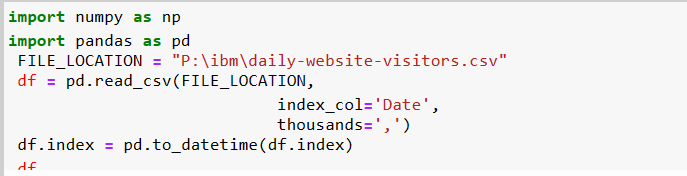 import numpy as np
import pandas as pd
FILE_LOCATION = "P:\ibm\daily-website-visitors.csv"
df = pd.read_csv(FILE_LOCATION,
index_col='Date',
thousands=',')
df.index = pd.to_datetime(df.index)
df